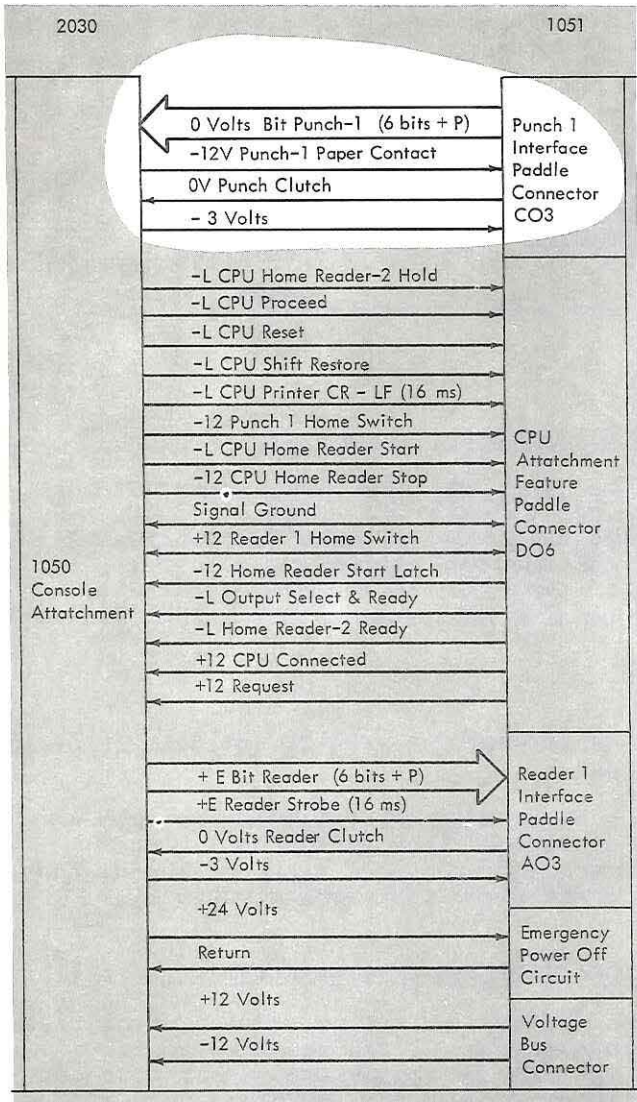 2030
1051
0 Volts Bit Punch-1 (6 bits + P)
-12V Punch-1 Paper Contact
0V Punch Clutch
- 3 Volts
Punch 1
Interface
Paddle
Connector
CO3
-L CPU Home Reader-2 Hold
-L CPU Proceed
-L CPU Reset
-L CPU Shift Restore
-L CPU Printer CR - LF (16 ms)
-12 Punch 1 Home Switch
-L CPU Home Reader Start
-12 CPU Home Reader Stop
Signal Ground
+12 Reader 1 Home Switch
-12 Home Reader Start Latch
-L Output Select & Ready
-L Home Reader-2 Ready
+12 CPU Connected
+12 Request
CPU
Attatchment
Feature
Paddle
Connector
DO6
1050
Console
Attatchment
+ E Bit Reader (6 bits + P)
+E Reader Strobe (16 ms)
0 Volts Reader Clutch
-3 Volts
Reader 1
Interface
Paddle
Connector
AO3
+24 Volts
Return
Emergency
Power Off
Circuit
+12 Volts
-12 Volts
Voltage
Bus
Connector